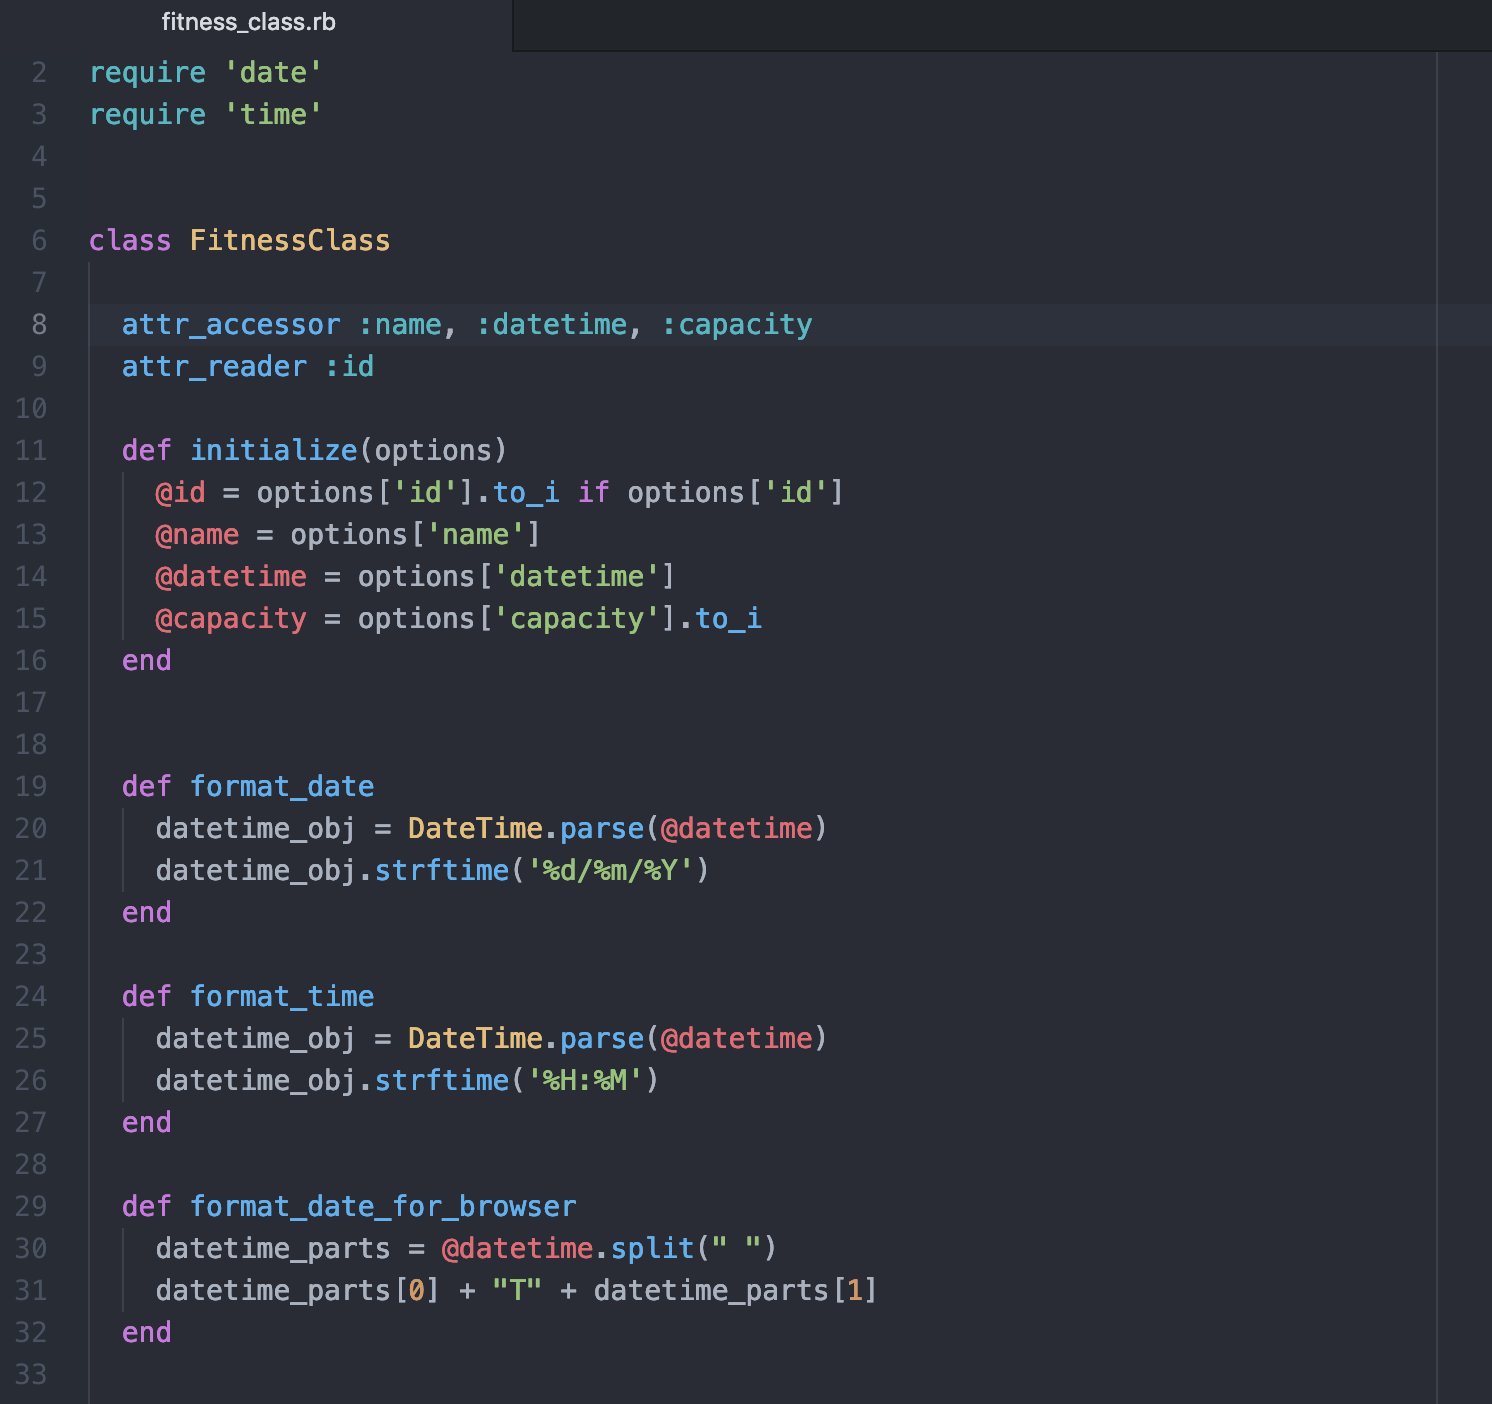 fitness_class.rb
2 require 'date'
3 require 'time'
4
5
6 class FitnessClass
7
8   attr_accessor :name, :datetime, :capacity
9   attr_reader :id
10
11   def initialize(options)
12     @id = options['id'].to_i if options['id']
13     @name = options['name']
14     @datetime = options['datetime']
15     @capacity = options['capacity'].to_i
16   end
17
18
19   def format_date
20     datetime_obj = DateTime.parse(@datetime)
21     datetime_obj.strftime('%d/%m/%Y')
22   end
23
24   def format_time
25     datetime_obj = DateTime.parse(@datetime)
26     datetime_obj.strftime('%H:%M')
27   end
28
29   def format_date_for_browser
30     datetime_parts = @datetime.split(" ")
31     datetime_parts[0] + "T" + datetime_parts[1]
32   end
33